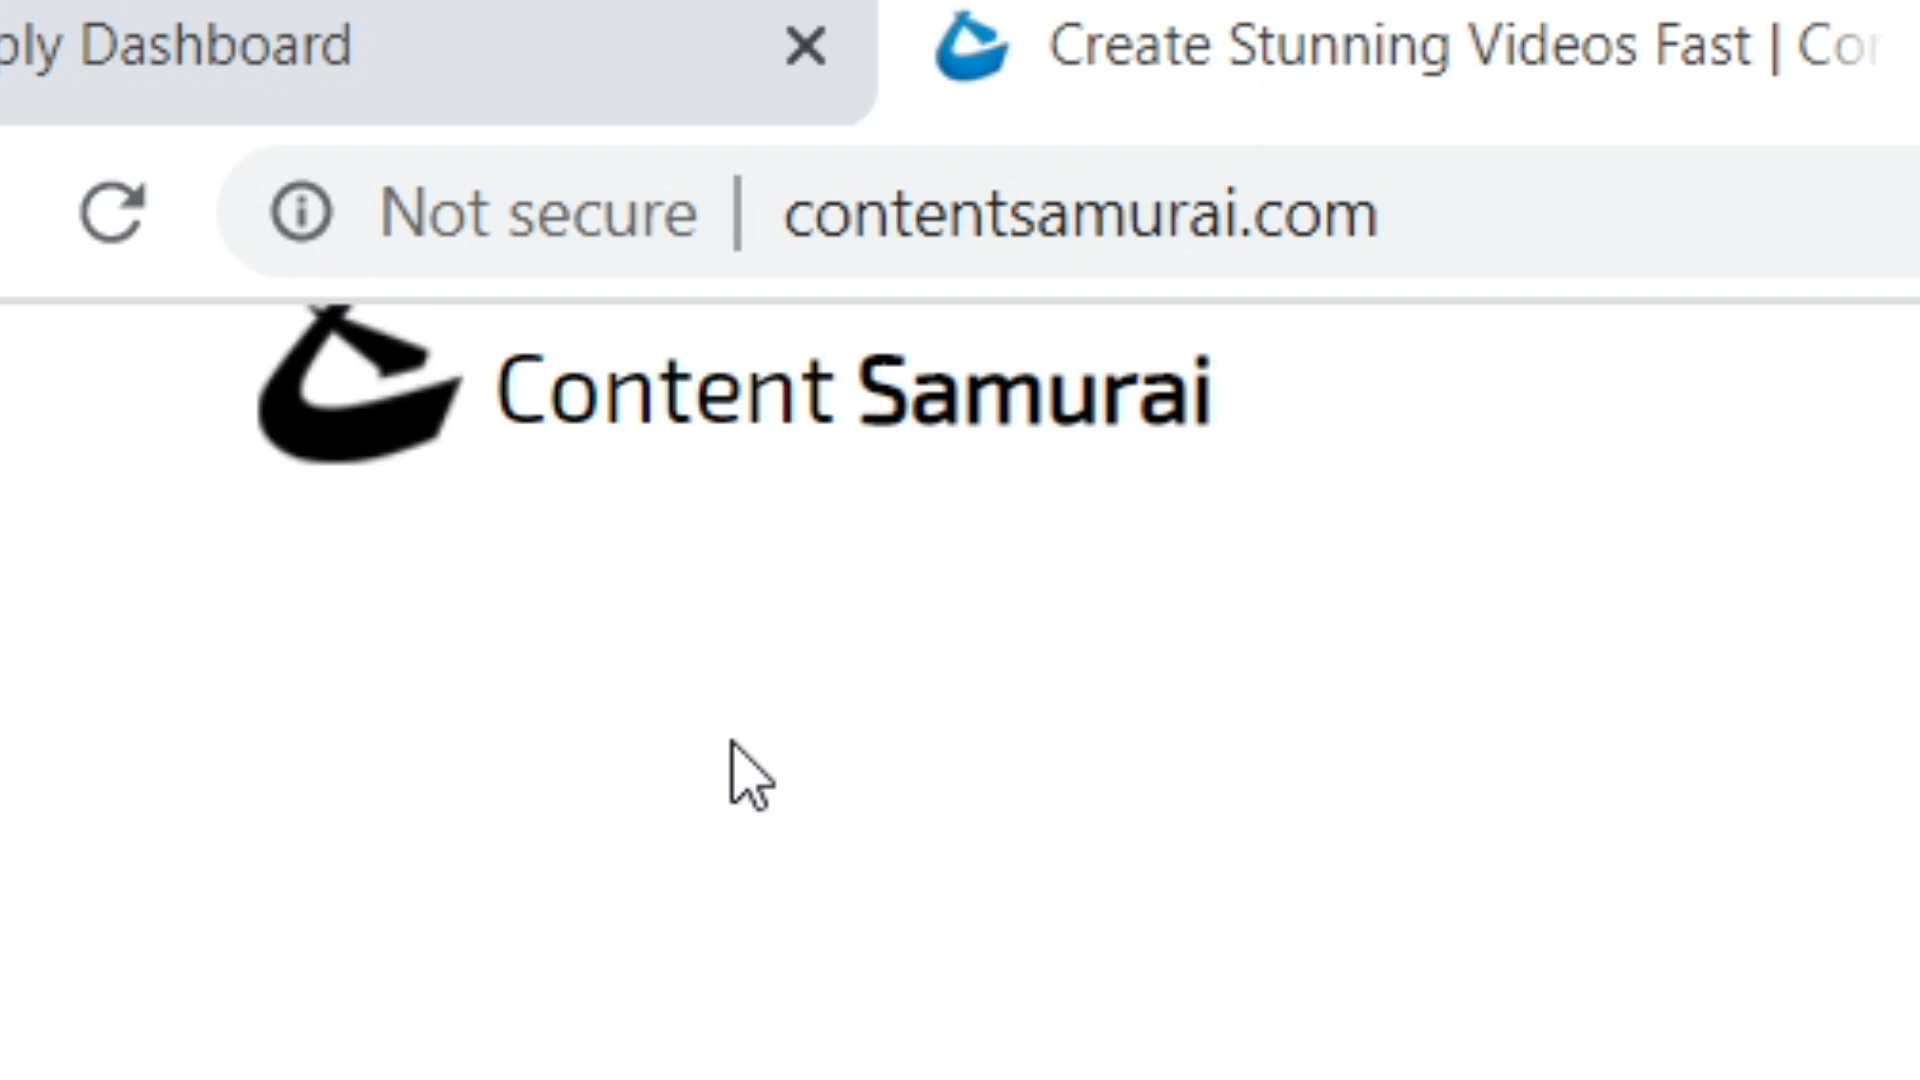 Dashboard
Create Stunning Videos Fast |
Not secure | contentsamurai.com
Content Samurai